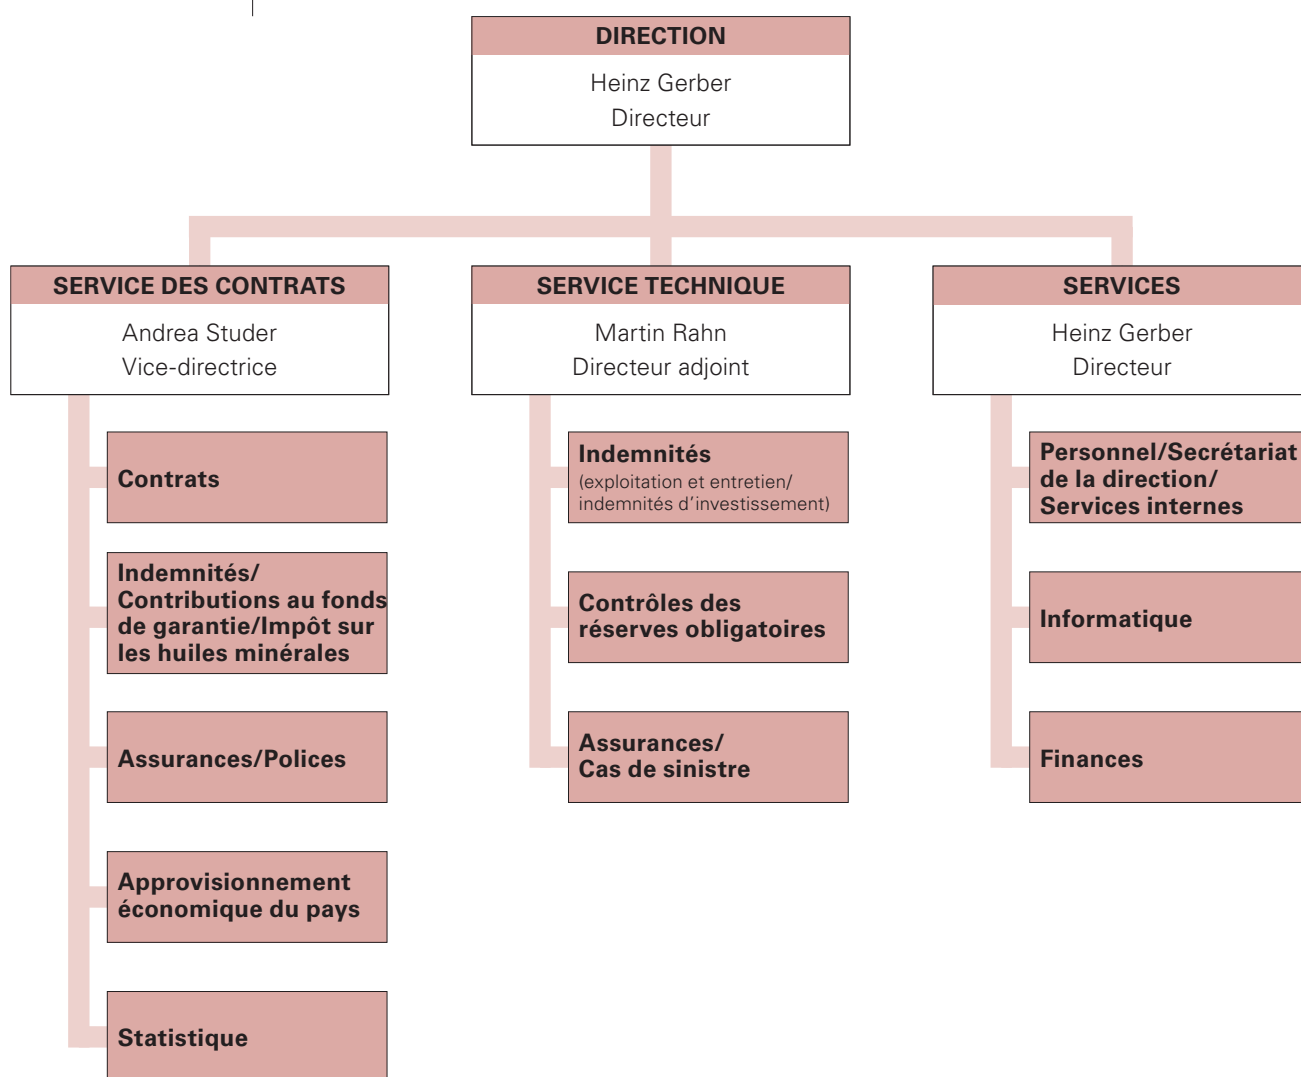 DIRECTION
Heinz Gerber
Directeur
SERVICE DES CONTRATS
Andrea Studer
Vice-directrice
Contrats
Indemnités/
Contributions au fonds
de garantie/Impôt sur
les huiles minérales
Assurances/Polices
Approvisionnement
économique du pays
Statistique
SERVICE TECHNIQUE
Martin Rahn
Directeur adjoint
Indemnités
(exploitation et entretien/
indemnités d’investissement)
Contrôles des
réserves obligatoires
Assurances/
Cas de sinistre
SERVICES
Heinz Gerber
Directeur
Personnel/Secrétariat
de la direction/
Services internes
Informatique
Finances